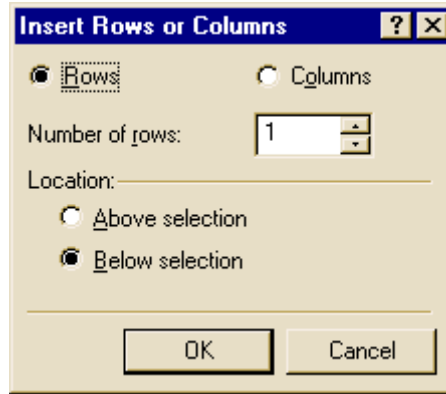 Insert Rows or Columns ? ×
Rows Columns
Number of rows: 1
Location:
Above selection
Below selection
OK Cancel